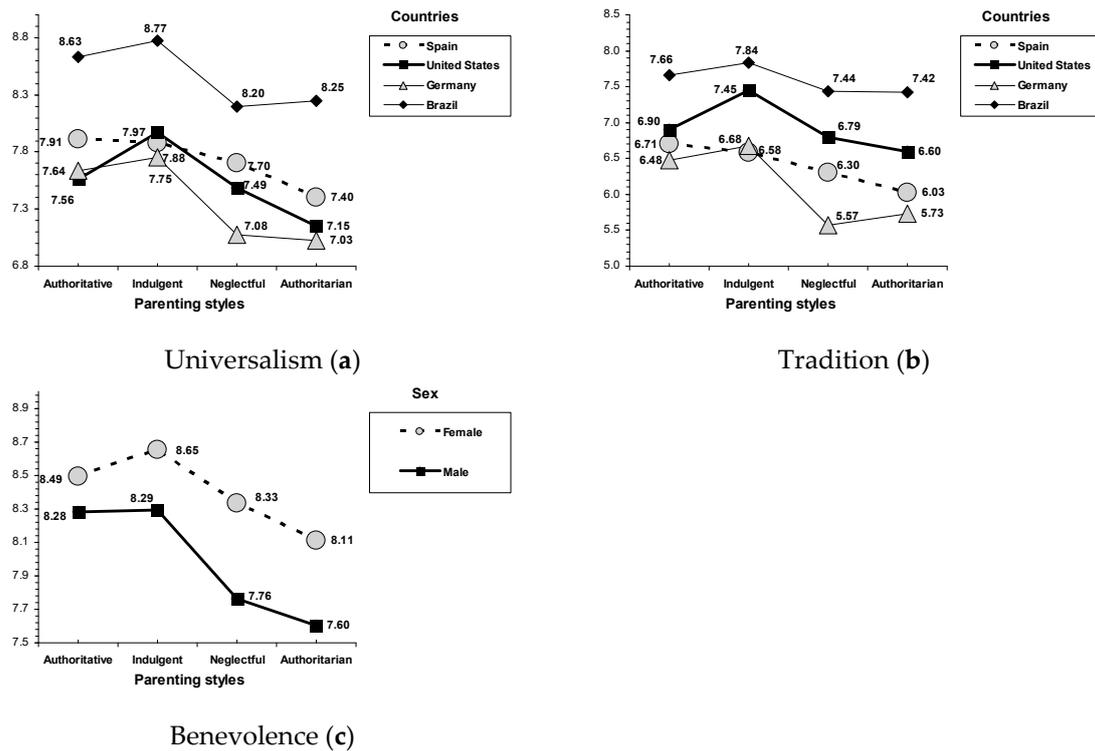 Countries
Spain
United States
Germany
Brazil
8.8
8.3
7.8
7.3
6.8
8.63
8.77
8.20
8.25
7.91
7.97
7.88
7.70
7.40
7.64
7.75
7.56
7.49
7.15
7.08
7.03
Authoritative Indulgent Neglectful Authoritarian
Parenting styles
Universalism (a)
Countries
Spain
United States
Germany
Brazil
8.5
8.0
7.5
7.0
6.5
6.0
5.5
5.0
7.66
7.84
7.44
7.42
6.90
7.45
6.79
6.60
6.71
6.68
6.58
6.48
6.30
6.03
5.57
5.73
Authoritative Indulgent Neglectful Authoritarian
Parenting styles
Tradition (b)
Sex
Female
Male
8.9
8.7
8.5
8.3
8.1
7.9
7.7
7.5
8.49
8.65
8.33
8.11
8.28
8.29
7.76
7.60
Authoritative Indulgent Neglectful Authoritarian
Parenting styles
Benevolence (c)